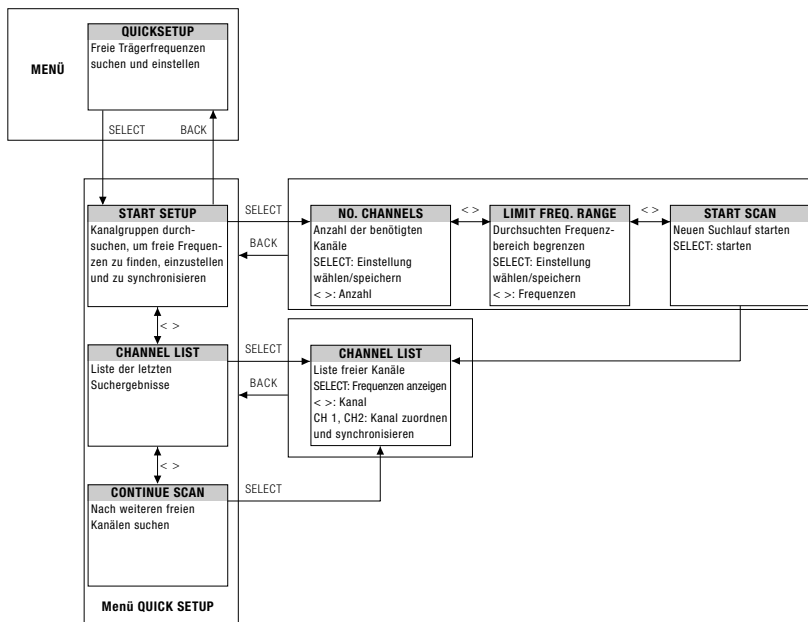 QUICKSETUP
Freie Trägerfrequenzen
suchen und einstellen
MENÜ
SELECT
BACK
START SETUP
Kanalgruppen durch-
suchen, um freie Frequen-
zen zu finden, einzustellen
und zu synchronisieren
SELECT
BACK
NO. CHANNELS
Anzahl der benötigten
Kanäle
SELECT: Einstellung
wählen/speichern
< >: Anzahl
< >
LIMIT FREQ. RANGE
Durchsuchten Frequenz-
bereich begrenzen
SELECT: Einstellung
wählen/speichern
< >: Frequenzen
< >
START SCAN
Neuen Suchlauf starten
SELECT: starten
< >
CHANNEL LIST
Liste der letzten
Suchergebnisse
SELECT
BACK
CHANNEL LIST
Liste freier Kanäle
SELECT: Frequenzen anzeigen
< >: Kanal
CH 1, CH2: Kanal zuordnen
und synchronisieren
< >
CONTINUE SCAN
Nach weiteren freien
Kanälen suchen
SELECT
Menü QUICK SETUP